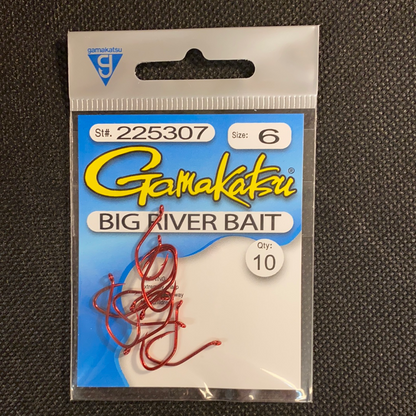 gamakatsu
St#. 225307
Size: 6
Gamakatsu®
BIG RIVER BAIT
Qty:
10